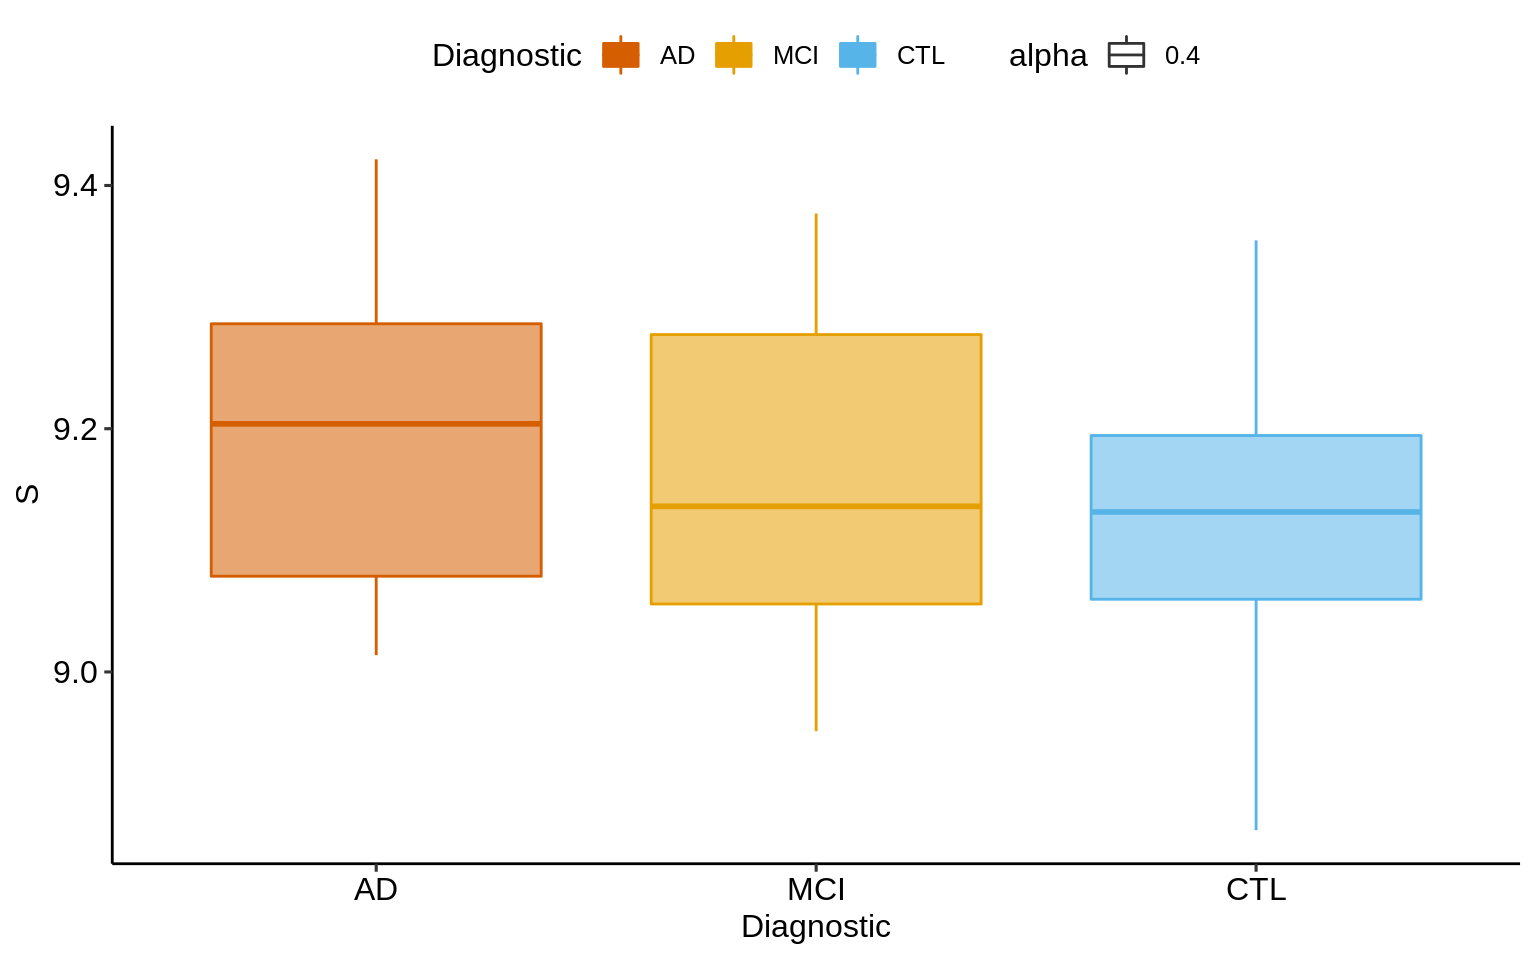 Diagnostic AD MCI CTL alpha 0.4
9.4
9.2
9.0
S
AD MCI CTL
Diagnostic